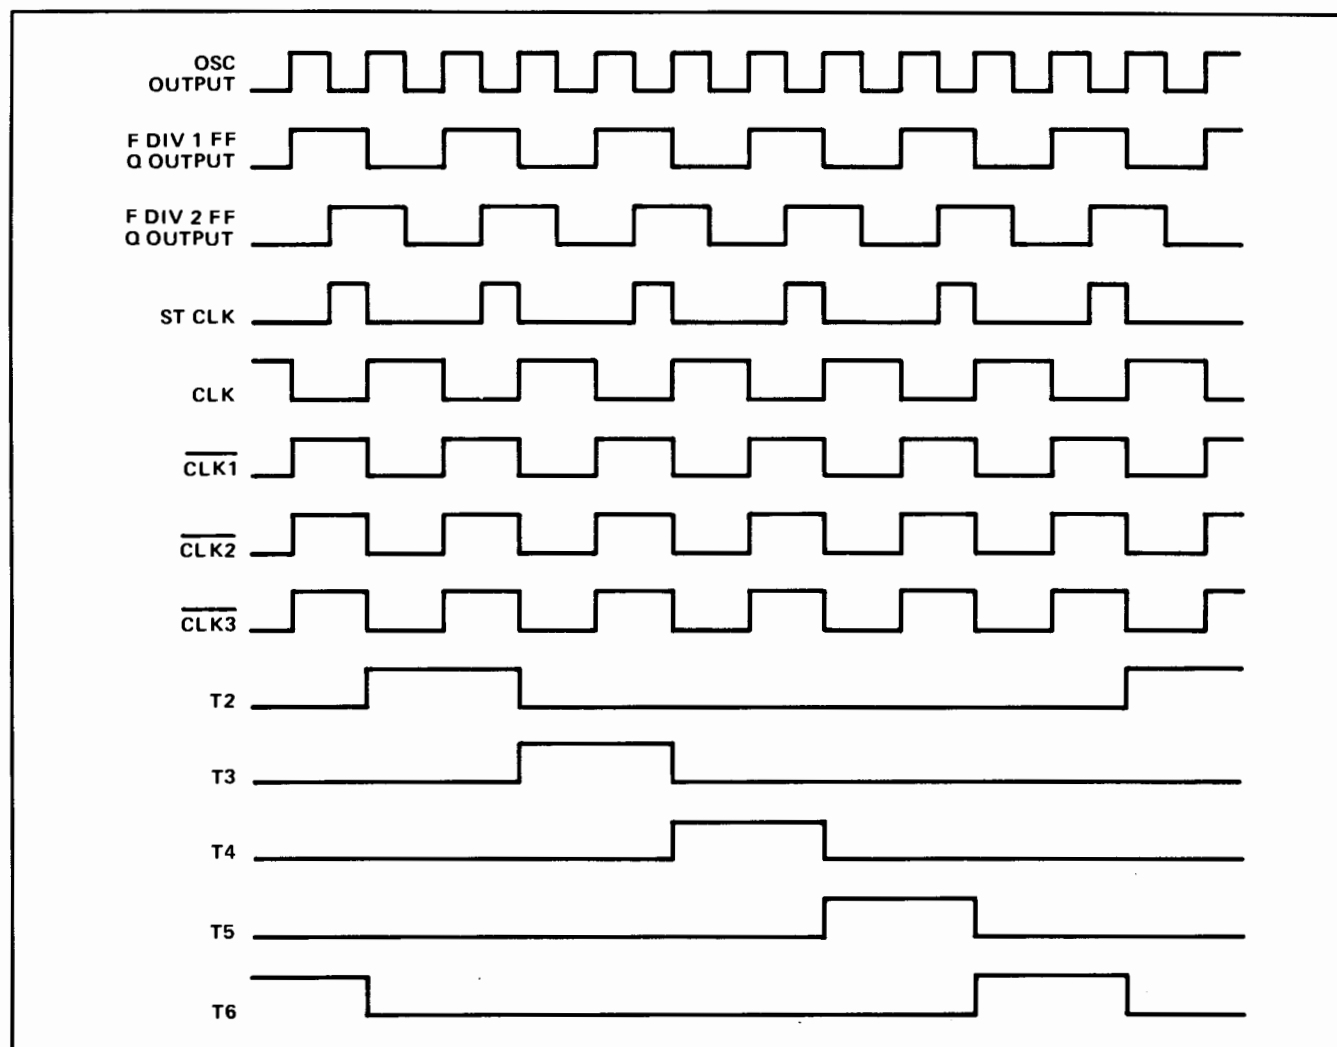 OSC
OUTPUT
F DIV 1 FF
Q OUTPUT
F DIV 2 FF
Q OUTPUT
ST CLK
CLK
CLK1
CLK2
CLK3
T2
T3
T4
T5
T6